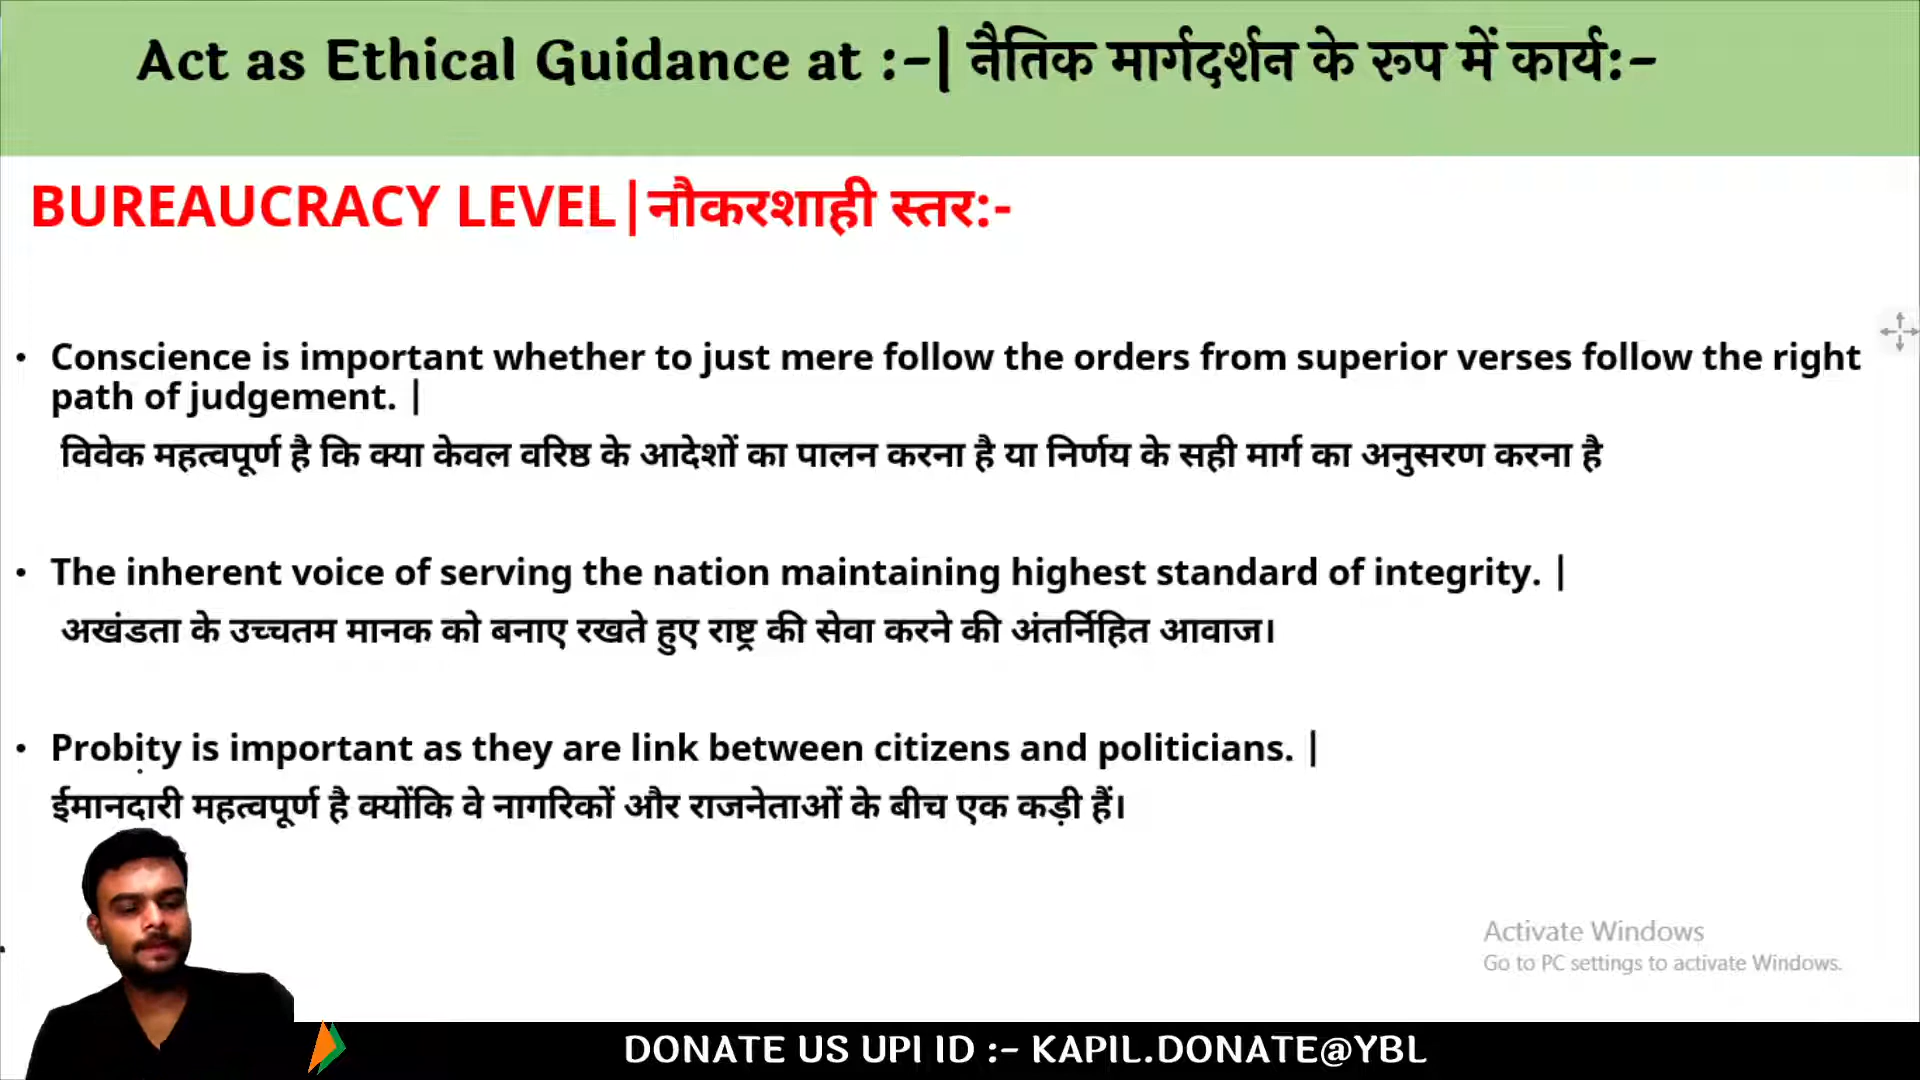 Act as Ethical Guidance at :-| नैतिक मार्गदर्शन के रूप में कार्य:-
BUREAUCRACY LEVEL|नौकरशाही स्तर:-
• Conscience is important whether to just mere follow the orders from superior verses follow the right
path of judgement. |
विवेक महत्वपूर्ण है कि क्या केवल वरिष्ठ के आदेशों का पालन करना है या निर्णय के सही मार्ग का अनुसरण करना है
• The inherent voice of serving the nation maintaining highest standard of integrity. |
अखंडता के उच्चतम मानक को बनाए रखते हुए राष्ट्र की सेवा करने की अंतर्निहित आवाज।
• Probity is important as they are link between citizens and politicians. |
ईमानदारी महत्वपूर्ण है क्योंकि वे नागरिकों और राजनेताओं के बीच एक कड़ी हैं।
Activate Windows
Go to PC settings to activate Windows.
DONATE US UPI ID :- KAPIL.DONATE@YBL